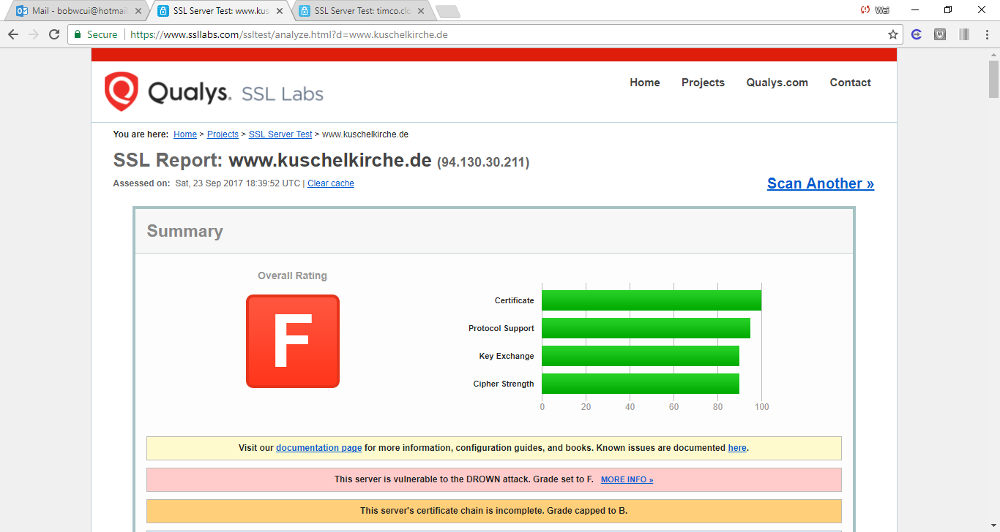 Mail - bobwcui@hotmail
SSL Server Test: www.kus
SSL Server Test: timco.clo
Wei
Secure
https://www.ssllabs.com/ssltest/analyze.html?d=www.kuschelkirche.de
Qualys. SSL Labs
Home Projects Qualys.com Contact
You are here: Home > Projects > SSL Server Test > www.kuschelkirche.de
SSL Report: www.kuschelkirche.de (94.130.30.211)
Assessed on: Sat, 23 Sep 2017 18:39:52 UTC | Clear cache
Scan Another »
Summary
Overall Rating
F
Certificate
Protocol Support
Key Exchange
Cipher Strength
0 20 40 60 80 100
Visit our documentation page for more information, configuration guides, and books. Known issues are documented here.
This server is vulnerable to the DROWN attack. Grade set to F. MORE INFO »
This server's certificate chain is incomplete. Grade capped to B.